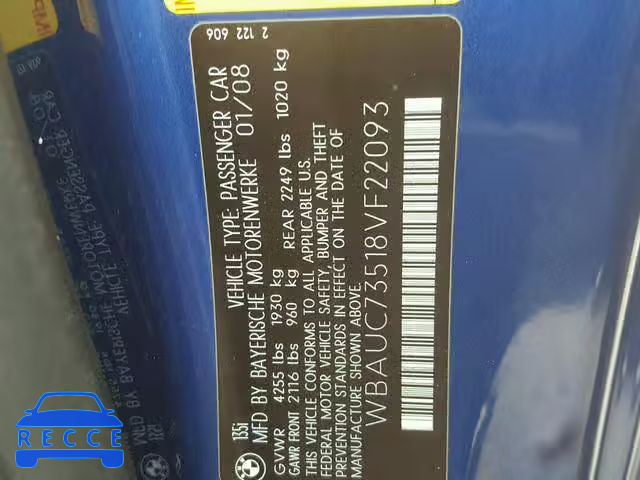 135i VEHICLE TYPE: PASSENGER CAR
MFD BY BAYERISCHE MOTORENWERKE 01/08
GVWR 4255 lbs 1930 kg
GAWR FRONT 2116 lbs 960 kg REAR 2249 lbs 1020 kg
THIS VEHICLE CONFORMS TO ALL APPLICABLE U.S.
FEDERAL MOTOR VEHICLE SAFETY, BUMPER AND THEFT
PREVENTION STANDARDS IN EFFECT ON THE DATE OF
MANUFACTURE SHOWN ABOVE.
WBAUC73518VF22093
2 122 606
RECCE